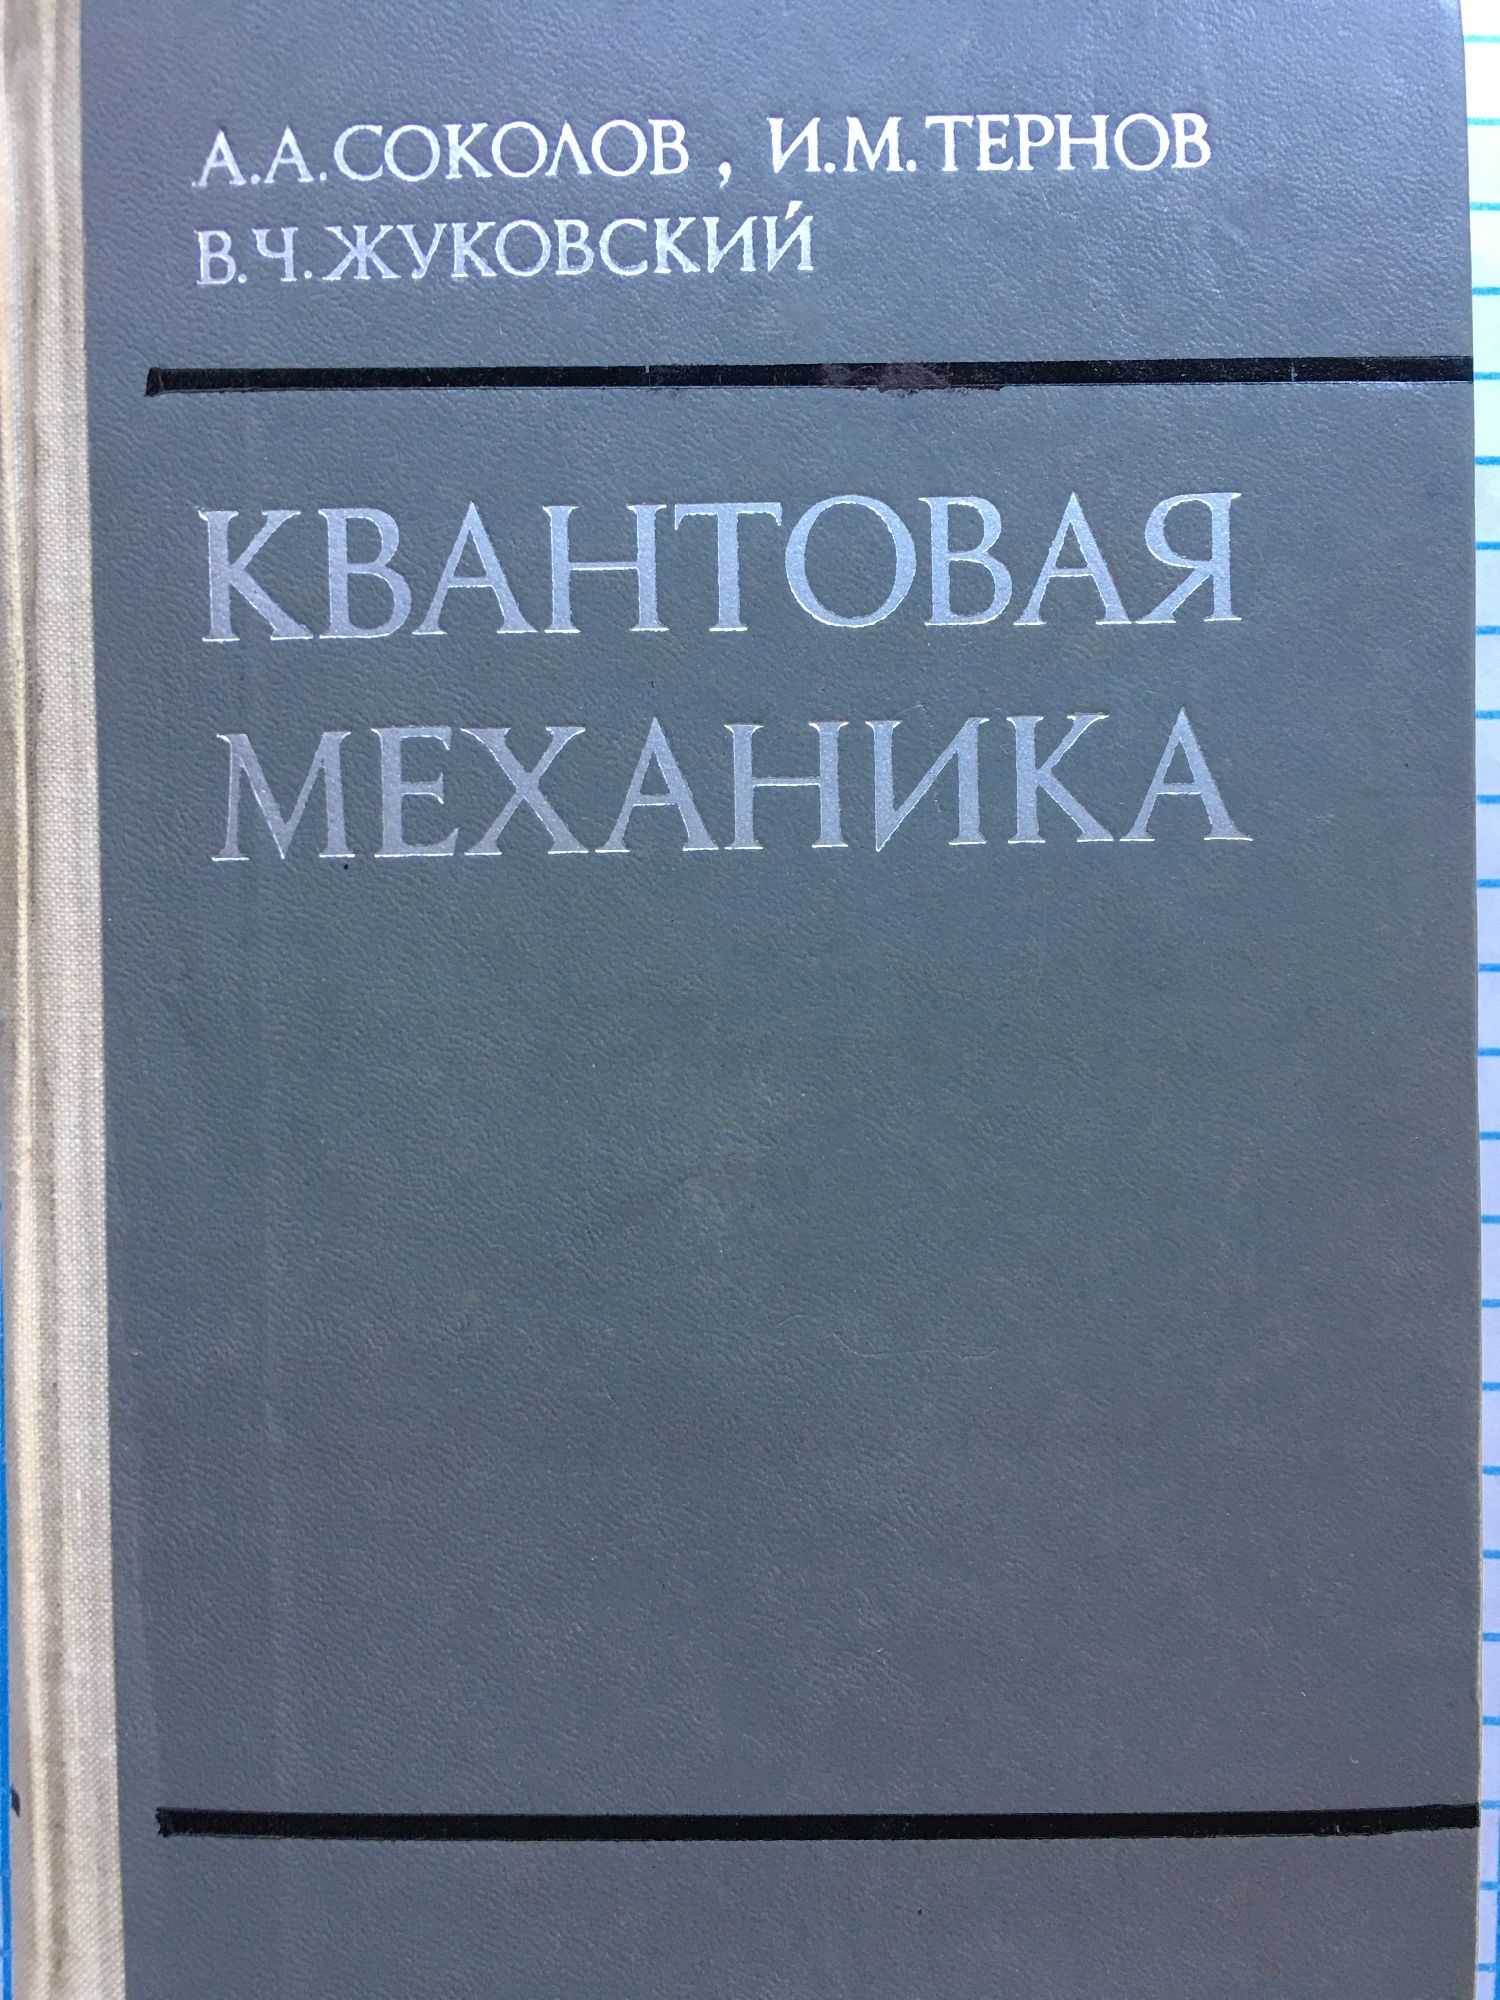 А.А.СОКОЛОВ, И.М.ТЕРНОВ
В.Ч.ЖУКОВСКИЙ
КВАНТОВАЯ
МЕХАНИКА